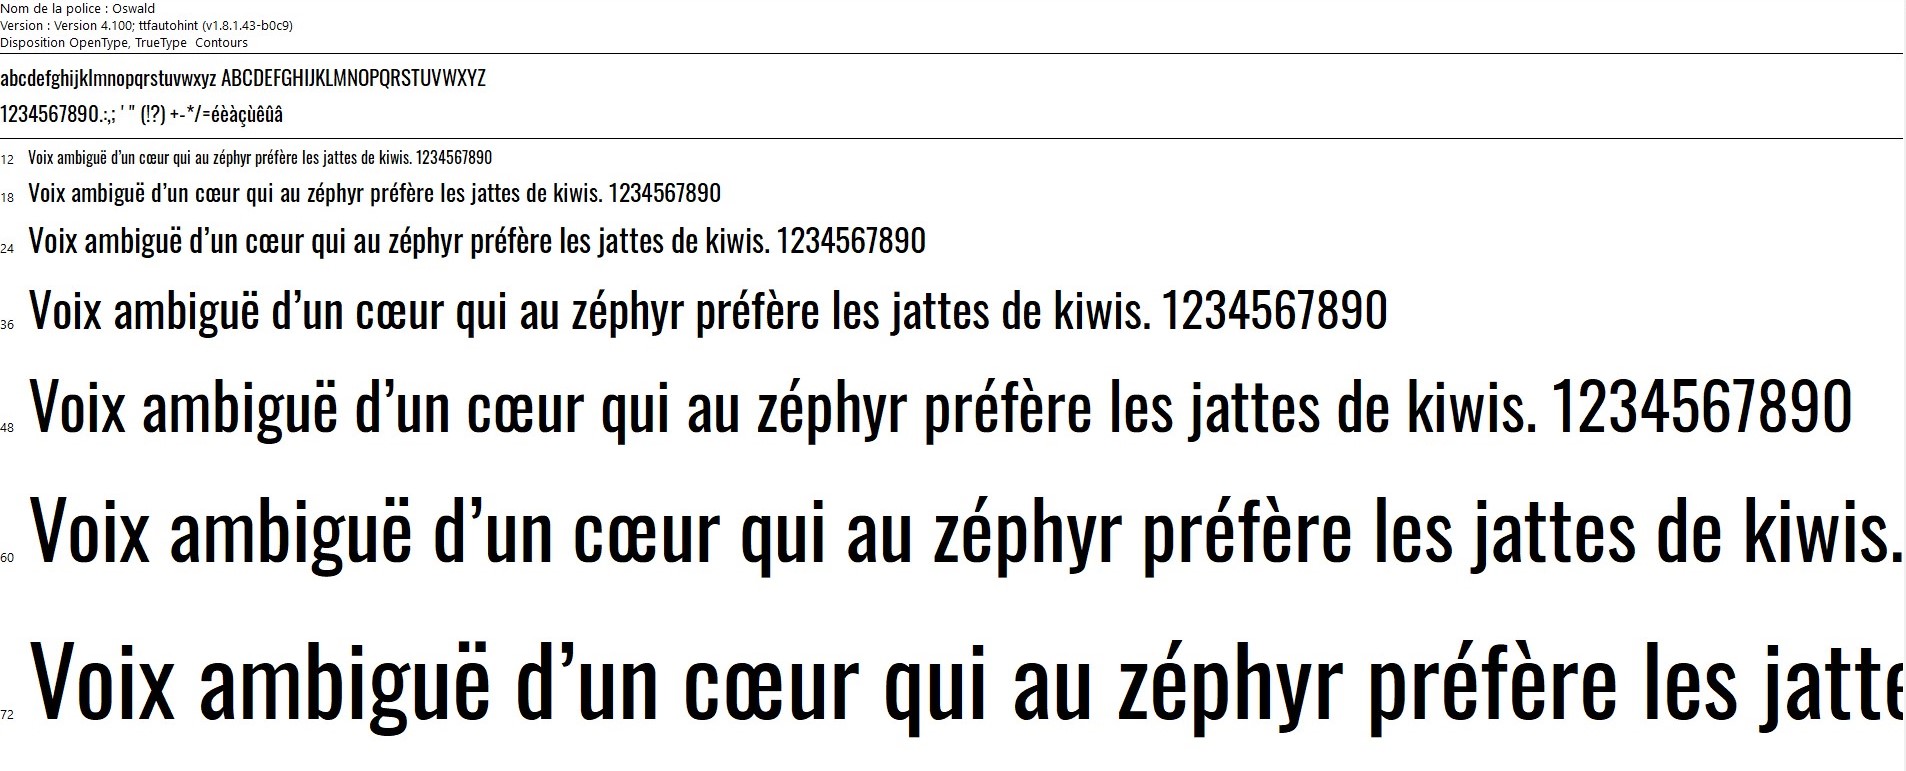 Nom de la police : Oswald
Version : Version 4.100; ttfautohint (v1.8.1.43-b0c9)
Disposition OpenType, TrueType Contours
abcdefghijklmnopqrstuvwxyz ABCDEFGHIJKLMNOPQRSTUVWXYZ
1234567890.:,; ' " (!?) +-*/=éèàçùêûâ
12 Voix ambiguë d’un cœur qui au zéphyr préfère les jattes de kiwis. 1234567890
18 Voix ambiguë d’un cœur qui au zéphyr préfère les jattes de kiwis. 1234567890
24 Voix ambiguë d’un cœur qui au zéphyr préfère les jattes de kiwis. 1234567890
36 Voix ambiguë d’un cœur qui au zéphyr préfère les jattes de kiwis. 1234567890
48 Voix ambiguë d’un cœur qui au zéphyr préfère les jattes de kiwis. 1234567890
60 Voix ambiguë d’un cœur qui au zéphyr préfère les jattes de kiwis.
72 Voix ambiguë d’un cœur qui au zéphyr préfère les jatte